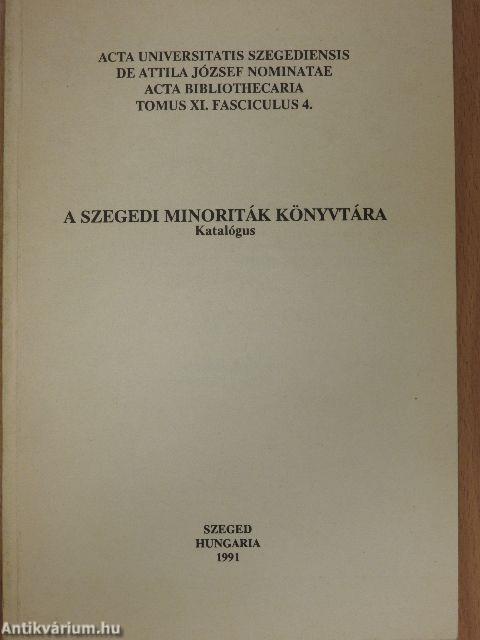 ACTA UNIVERSITATIS SZEGEDIENSIS
DE ATTILA JÓZSEF NOMINATAE
ACTA BIBLIOTHECARIA
TOMUS XI. FASCICULUS 4.
A SZEGEDI MINORITÁK KÖNYVTÁRA
Katalógus
SZEGED
HUNGARIA
1991
Antikvárium.hu